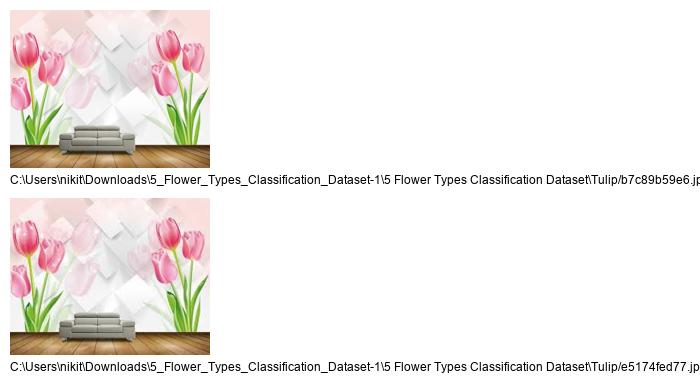 C:\Users\nikit\Downloads\5_Flower_Types_Classification_Dataset-1\5 Flower Types Classification Dataset\Tulip/b7c89b59e6.jp
C:\Users\nikit\Downloads\5_Flower_Types_Classification_Dataset-1\5 Flower Types Classification Dataset\Tulip/e5174fed77.jp